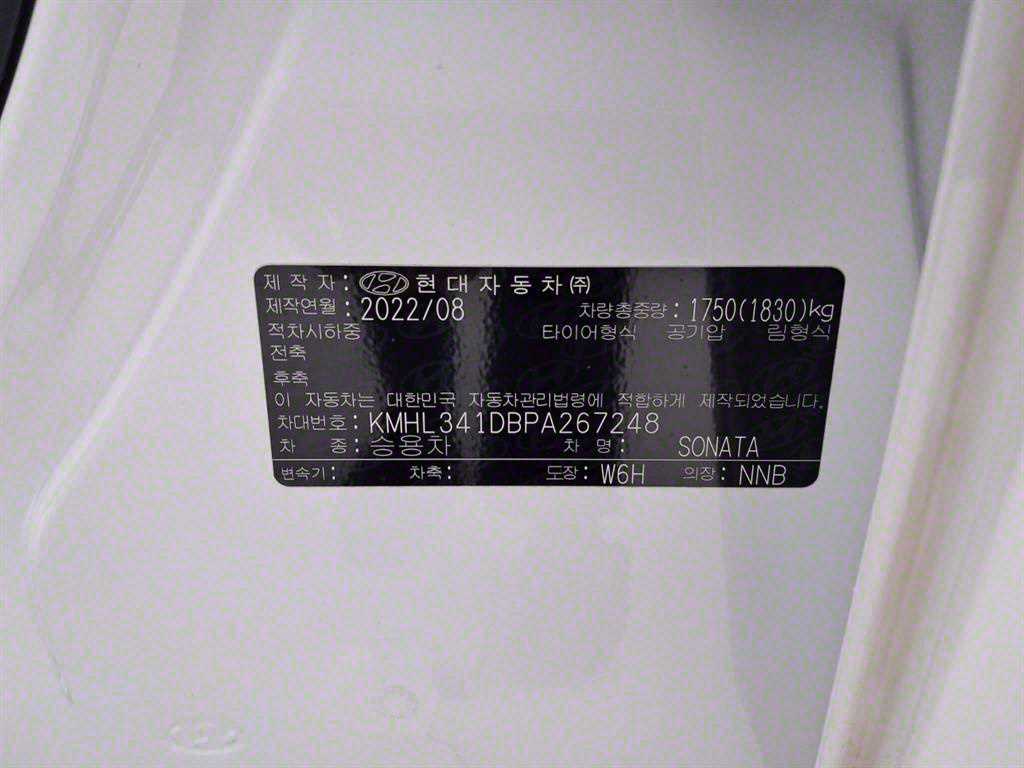 제 작 자 : 현대자동차㈜
제작연월 : 2022/08 차량총중량 : 1750(1830)kg
적차시하중 타이어형식 공기압 림형식
전축
후축
이 자동차는 대한민국 자동차관리법령에 적합하게 제작되었습니다.
차대번호 : KMHL341DBPA267248
차 종 : 승용차 차 명 : SONATA
변속기 : 차축 : 도장 : W6H 의장 : NNB